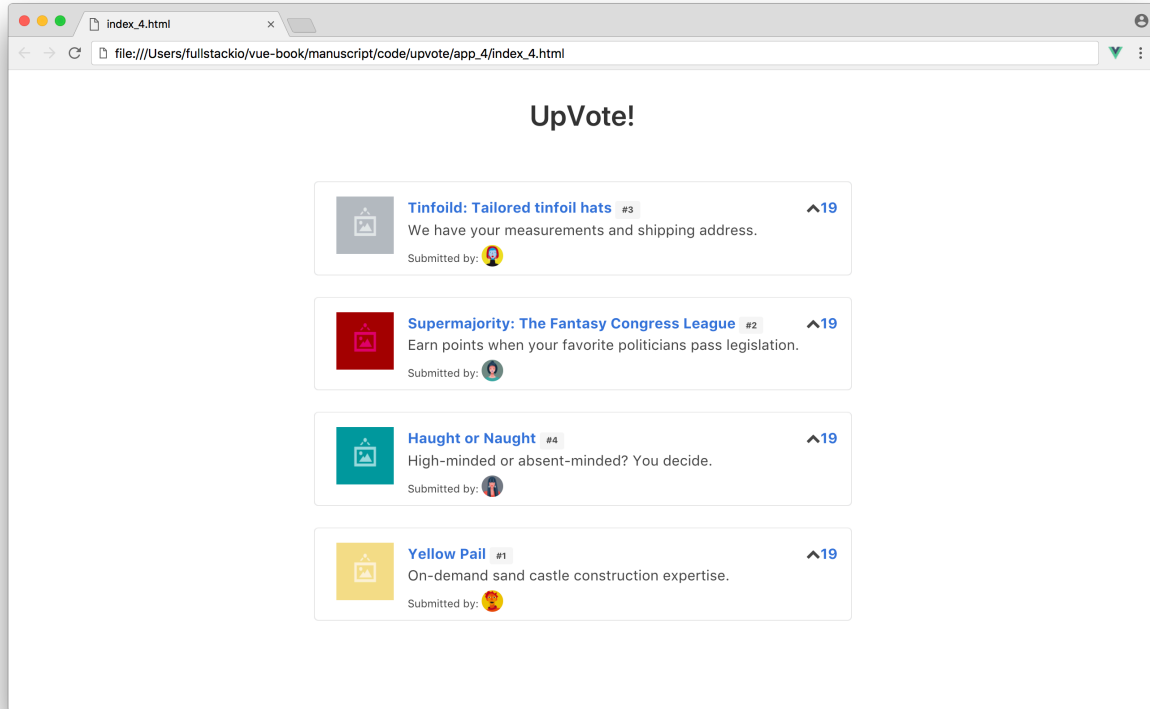 index_4.html
file:///Users/fullstackio/vue-book/manuscript/code/upvote/app_4/index_4.html
UpVote!
Tinfoild: Tailored tinfoil hats #3 19
We have your measurements and shipping address.
Submitted by:
Supermajority: The Fantasy Congress League #2 19
Earn points when your favorite politicians pass legislation.
Submitted by:
Haught or Naught #4 19
High-minded or absent-minded? You decide.
Submitted by:
Yellow Pail #1 19
On-demand sand castle construction expertise.
Submitted by: